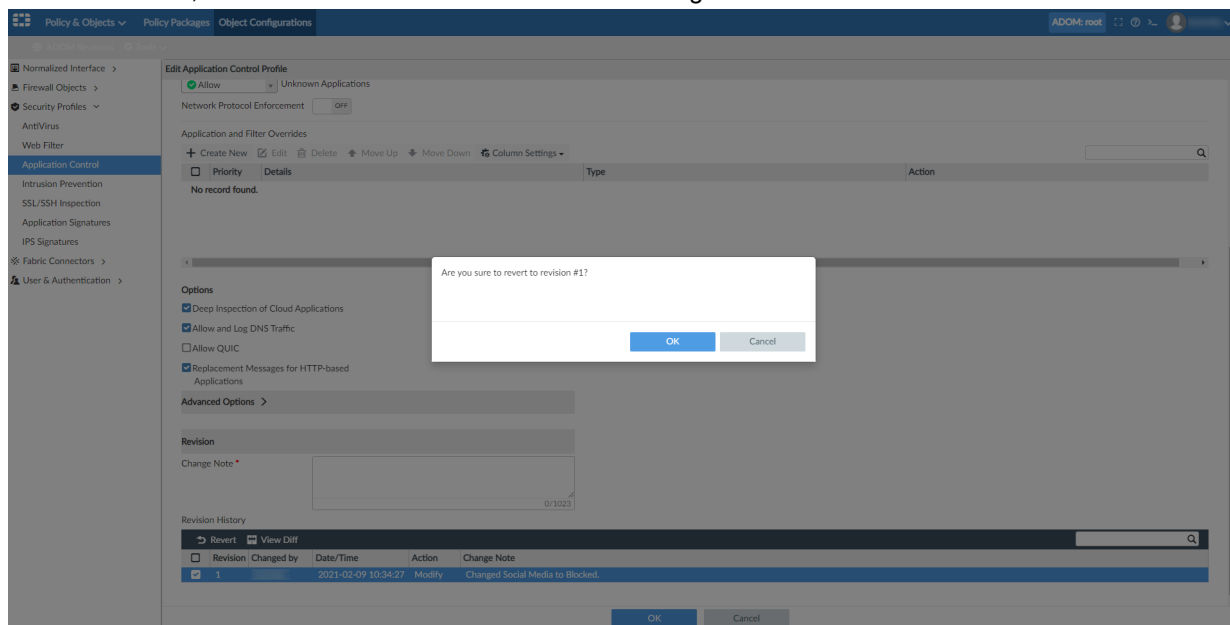 Policy & Objects Policy Packages Object Configurations ADOM: root
Normalized Interface
Firewall Objects
Security Profiles
AntiVirus
Web Filter
Application Control
Intrusion Prevention
SSL/SSH Inspection
Application Signatures
IPS Signatures
Fabric Connectors
User & Authentication
Edit Application Control Profile
Allow Unknown Applications
Network Protocol Enforcement OFF
Application and Filter Overrides
Create New Edit Delete Move Up Move Down Column Settings
Priority Details Type Action
No record found.
Are you sure to revert to revision #1?
OK Cancel
Options
Deep Inspection of Cloud Applications
Allow and Log DNS Traffic
Allow QUIC
Replacement Messages for HTTP-based
Applications
Advanced Options
Revision
Change Note *
0/1023
Revision History
Revert View Diff
Revision Changed by Date/Time Action Change Note
1 2021-02-09 10:34:27 Modify Changed Social Media to Blocked.
OK Cancel